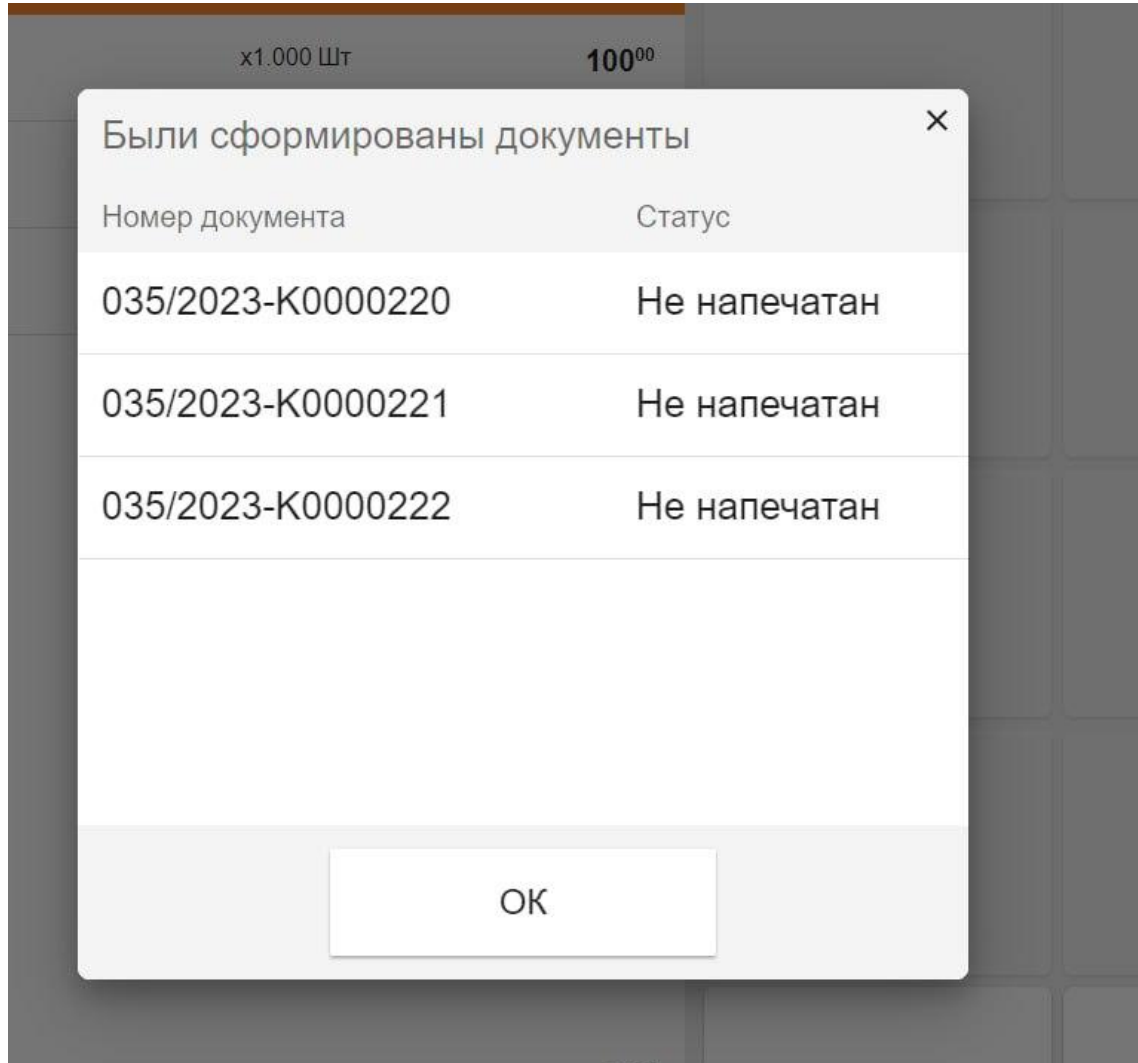 x1.000 Шт 100⁰⁰
Были сформированы документы ×
Номер документа Статус
035/2023-K0000220 Не напечатан
035/2023-K0000221 Не напечатан
035/2023-K0000222 Не напечатан
ОК